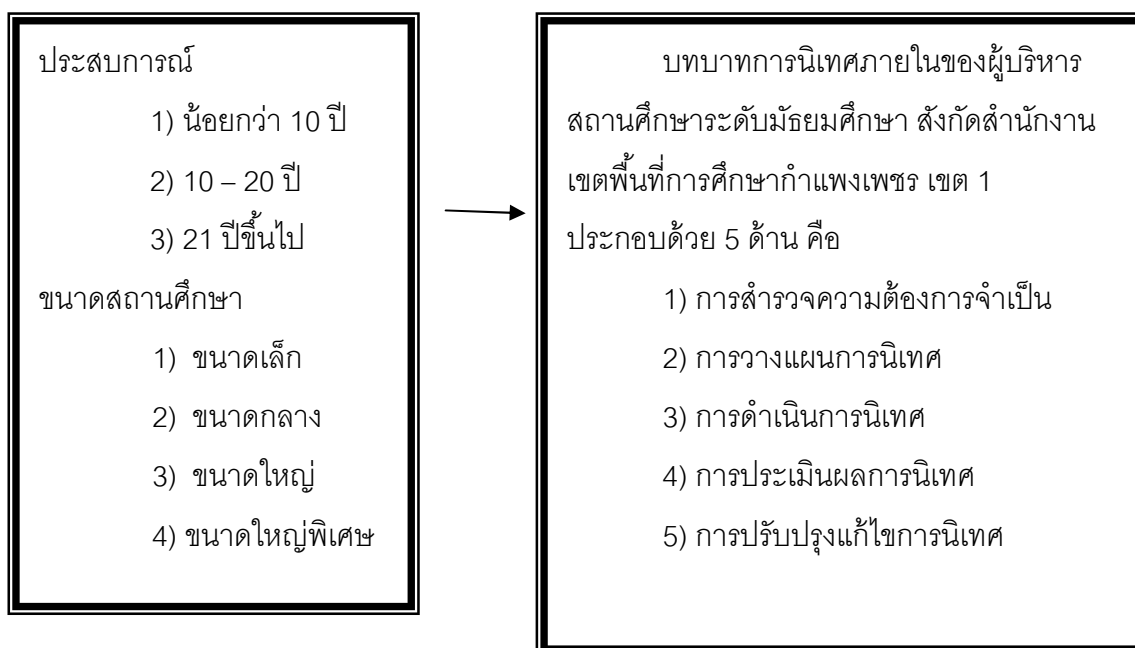 ประสบการณ์
1) น้อยกว่า 10 ปี
2) 10 – 20 ปี
3) 21 ปีขึ้นไป
ขนาดสถานศึกษา
1) ขนาดเล็ก
2) ขนาดกลาง
3) ขนาดใหญ่
4) ขนาดใหญ่พิเศษ
บทบาทการนิเทศภายในของผู้บริหาร
สถานศึกษาระดับมัธยมศึกษา สังกัดสำนักงาน
เขตพื้นที่การศึกษากำแพงเพชร เขต 1
ประกอบด้วย 5 ด้าน คือ
1) การสำรวจความต้องการจำเป็น
2) การวางแผนการนิเทศ
3) การดำเนินการนิเทศ
4) การประเมินผลการนิเทศ
5) การปรับปรุงแก้ไขการนิเทศ